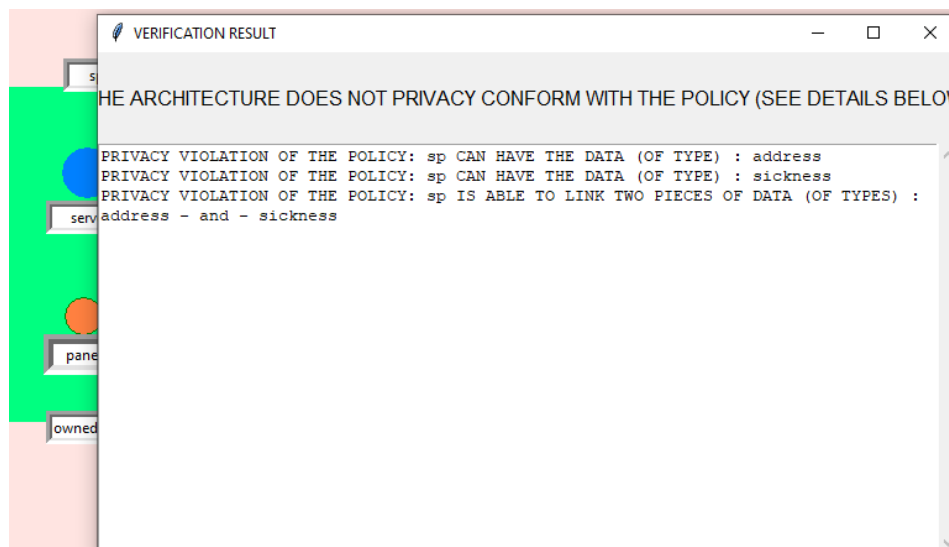 VERIFICATION RESULT
HE ARCHITECTURE DOES NOT PRIVACY CONFORM WITH THE POLICY (SEE DETAILS BELOW
PRIVACY VIOLATION OF THE POLICY: sp CAN HAVE THE DATA (OF TYPE) : address
PRIVACY VIOLATION OF THE POLICY: sp CAN HAVE THE DATA (OF TYPE) : sickness
PRIVACY VIOLATION OF THE POLICY: sp IS ABLE TO LINK TWO PIECES OF DATA (OF TYPES) :
address - and - sickness
serv
pane
owned